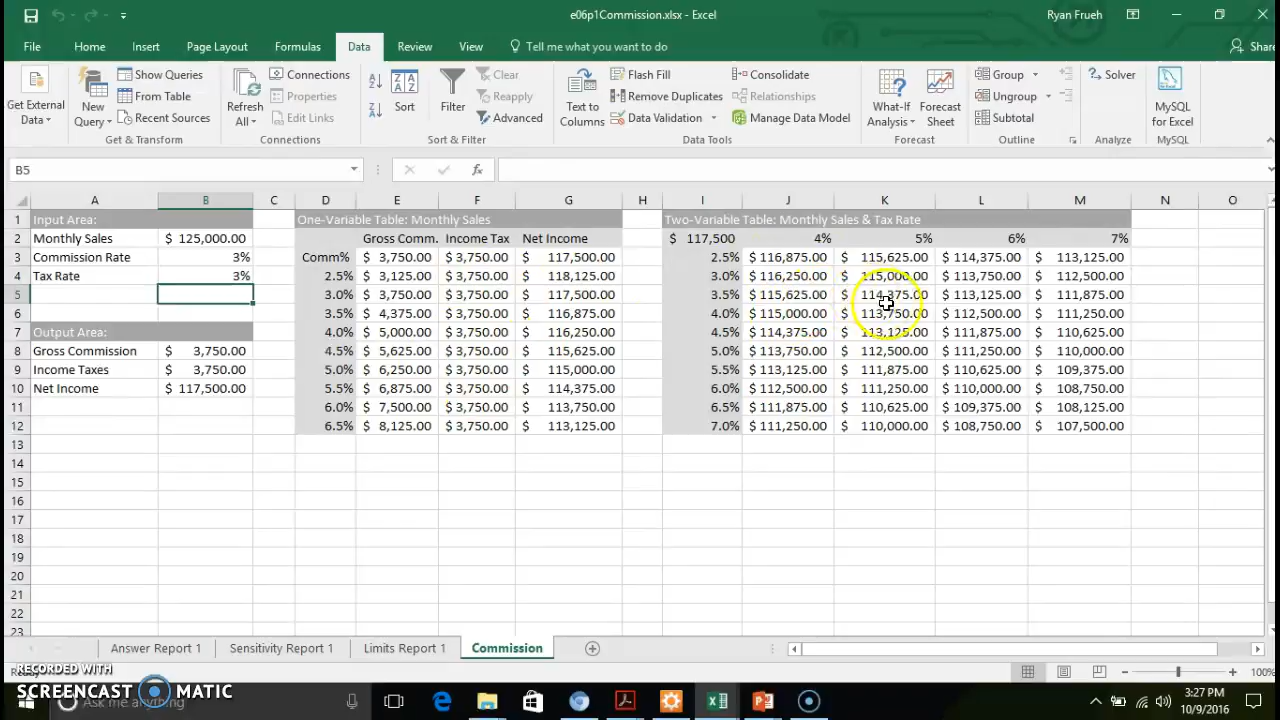 e06p1Commission.xlsx - Excel
Ryan Frueh
File Home Insert Page Layout Formulas Data Review View Tell me what you want to do Share
Get External Data
New Query
Show Queries
From Table
Recent Sources
Get & Transform
Refresh All
Connections
Properties
Edit Links
Connections
Sort
Filter
Clear
Reapply
Advanced
Sort & Filter
Text to Columns
Flash Fill
Remove Duplicates
Data Validation
Consolidate
Relationships
Manage Data Model
Data Tools
What-If Analysis
Forecast Sheet
Forecast
Group
Ungroup
Subtotal
Outline
Solver
Analyze
MySQL for Excel
MySQL
B5 fx
A B C D E F G H I J K L M N O
1 Input Area: One-Variable Table: Monthly Sales Two-Variable Table: Monthly Sales & Tax Rate
2 Monthly Sales $ 125,000.00 Gross Comm. Income Tax Net Income $ 117,500 4% 5% 6% 7%
3 Commission Rate 3% Comm% $ 3,750.00 $ 3,750.00 $ 117,500.00 2.5% $ 116,875.00 $ 115,625.00 $ 114,375.00 $ 113,125.00
4 Tax Rate 3% 2.5% $ 3,125.00 $ 3,750.00 $ 118,125.00 3.0% $ 116,250.00 $ 115,000.00 $ 113,750.00 $ 112,500.00
5 3.0% $ 3,750.00 $ 3,750.00 $ 117,500.00 3.5% $ 115,625.00 $ 114,375.00 $ 113,125.00 $ 111,875.00
6 3.5% $ 4,375.00 $ 3,750.00 $ 116,875.00 4.0% $ 115,000.00 $ 113,750.00 $ 112,500.00 $ 111,250.00
7 Output Area: 4.0% $ 5,000.00 $ 3,750.00 $ 116,250.00 4.5% $ 114,375.00 $ 113,125.00 $ 111,875.00 $ 110,625.00
8 Gross Commission $ 3,750.00 4.5% $ 5,625.00 $ 3,750.00 $ 115,625.00 5.0% $ 113,750.00 $ 112,500.00 $ 111,250.00 $ 110,000.00
9 Income Taxes $ 3,750.00 5.0% $ 6,250.00 $ 3,750.00 $ 115,000.00 5.5% $ 113,125.00 $ 111,875.00 $ 110,625.00 $ 109,375.00
10 Net Income $ 117,500.00 5.5% $ 6,875.00 $ 3,750.00 $ 114,375.00 6.0% $ 112,500.00 $ 111,250.00 $ 110,000.00 $ 108,750.00
11 6.0% $ 7,500.00 $ 3,750.00 $ 113,750.00 6.5% $ 111,875.00 $ 110,625.00 $ 109,375.00 $ 108,125.00
12 6.5% $ 8,125.00 $ 3,750.00 $ 113,125.00 7.0% $ 111,250.00 $ 110,000.00 $ 108,750.00 $ 107,500.00
13
14
15
16
17
18
19
20
21
22
23
Answer Report 1 Sensitivity Report 1 Limits Report 1 Commission
100%
RECORDED WITH
SCREENCAST MATIC
Ask me anything
3:27 PM
10/9/2016